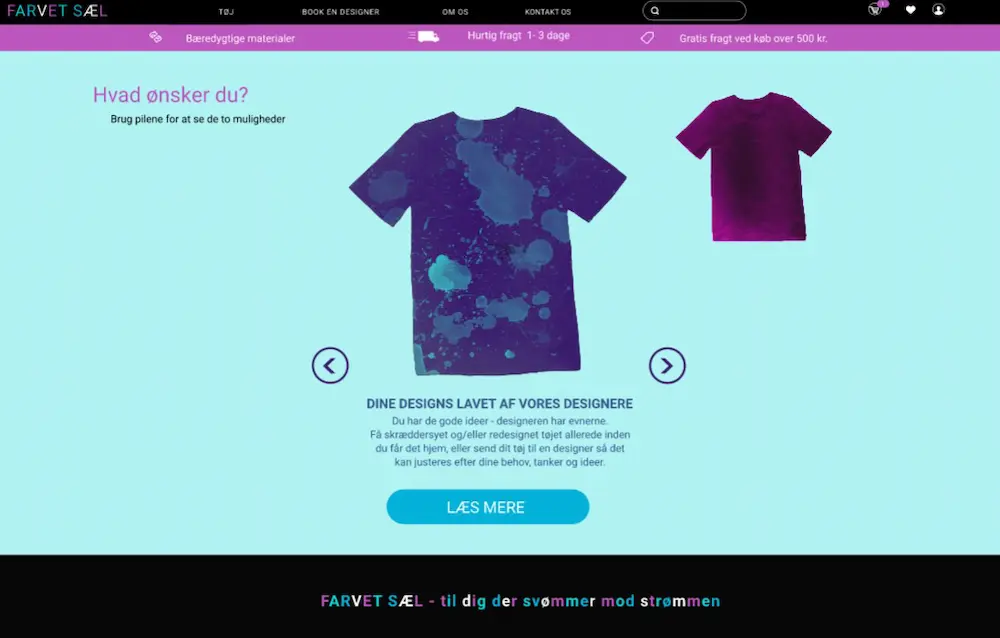 FARVET SÆL
TØJ
BOOK EN DESIGNER
OM OS
KONTAKT OS
Bæredygtige materialer
Hurtig fragt 1- 3 dage
Gratis fragt ved køb over 500 kr.
Hvad ønsker du?
Brug pilene for at se de to muligheder
DINE DESIGNS LAVET AF VORES DESIGNERE
Du har de gode ideer - designeren har evnerne.
Få skræddersyet og/eller redesignet tøjet allerede inden
du får det hjem, eller send dit tøj til en designer så det
kan justeres efter dine behov, tanker og ideer.
LÆS MERE
FARVET SÆL - til dig der svømmer mod strømmen